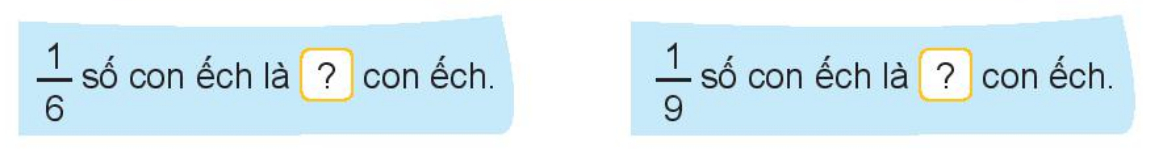 1/6 số con ếch là ? con ếch.
1/9 số con ếch là ? con ếch.